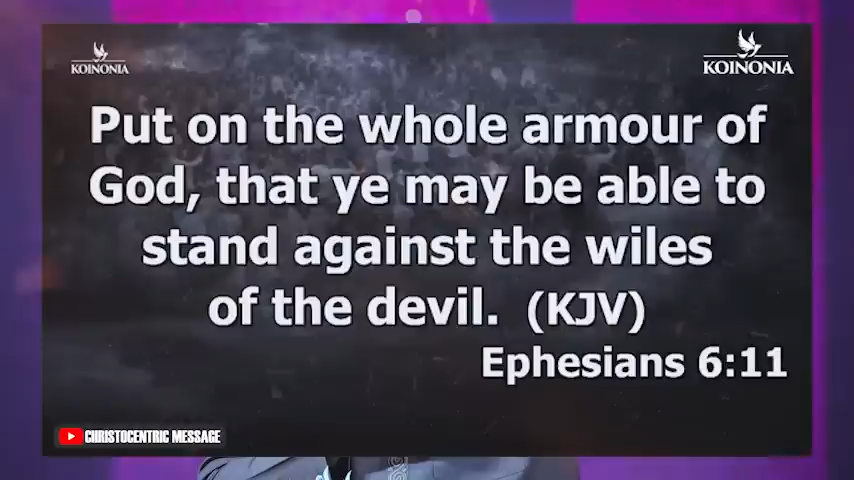 KOINONIA
KOINONIA
Put on the whole armour of
God, that ye may be able to
stand against the wiles
of the devil. (KJV)
Ephesians 6:11
CHRISTOCENTRIC MESSAGE